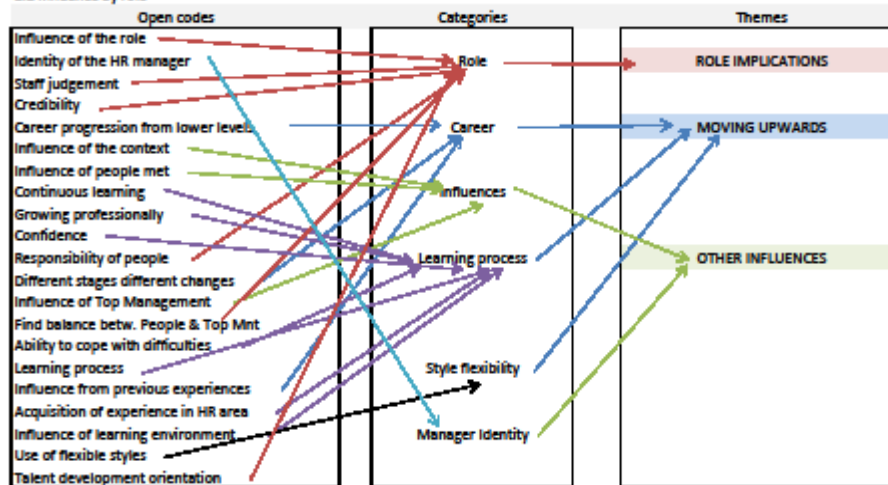 Open codes Categories Themes
Influence of the role
Identity of the HR manager Role ROLE IMPLICATIONS
Staff judgement
Credibility
Career progression from lower levels Career MOVING UPWARDS
Influence of the context
Influence of people met
Continuous learning Influences
Growing professionally
Confidence
Responsibility of people Learning process OTHER INFLUENCES
Different stages different changes
Influence of Top Management
Find balance betw. People & Top Mnt
Ability to cope with difficulties
Learning process Style flexibility
Influence from previous experiences
Acquisition of experience in HR area
Influence of learning environment Manager Identity
Use of flexible styles
Talent development orientation